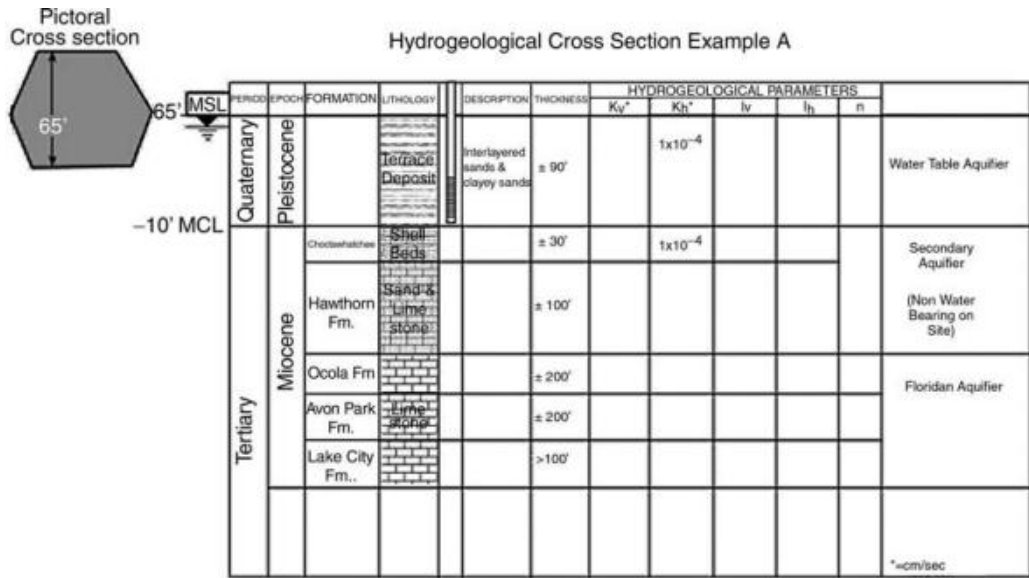 Pictoral
Cross section
Hydrogeological Cross Section Example A
65'
65' MSL
PERIOD EPOCH FORMATION LITHOLOGY DESCRIPTION THICKNESS HYDROGEOLOGICAL PARAMETERS
Kv* Kh* Iv Ih n
Quaternary
Pleistocene
Terrace
Deposit
Interlayered
sands &
clayey sands
± 90'
1x10⁻⁴
Water Table Aquifier
−10' MCL
Tertiary
Miocene
Choctawhatchee
Shell
Beds
± 30'
1x10⁻⁴
Secondary
Aquifier
(Non Water
Bearing on
Site)
Hawthorn
Fm.
Sand &
Lime
stone
± 100'
Ocola Fm
± 200'
Floridan Aquifier
Avon Park
Fm.
Lime
stone
± 200'
Lake City
Fm..
>100'
*=cm/sec